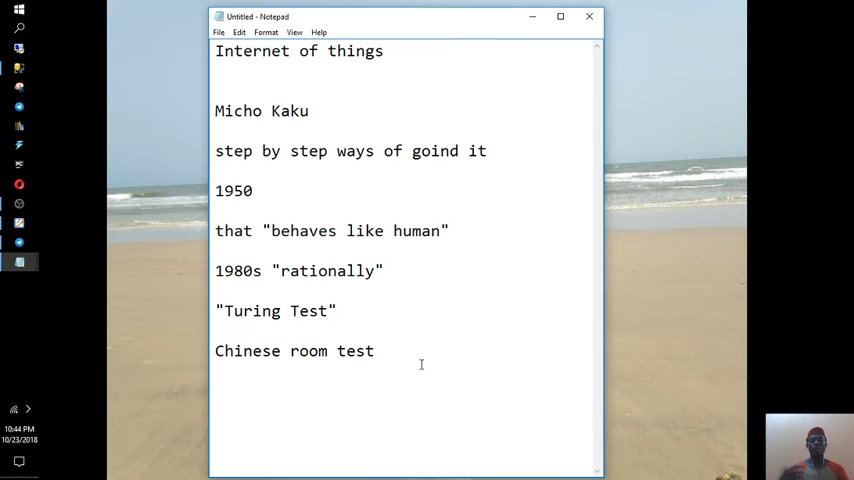 Untitled - Notepad
File Edit Format View Help
Internet of things
Micho Kaku
step by step ways of goind it
1950
that "behaves like human"
1980s "rationally"
"Turing Test"
Chinese room test
10:44 PM
10/23/2018